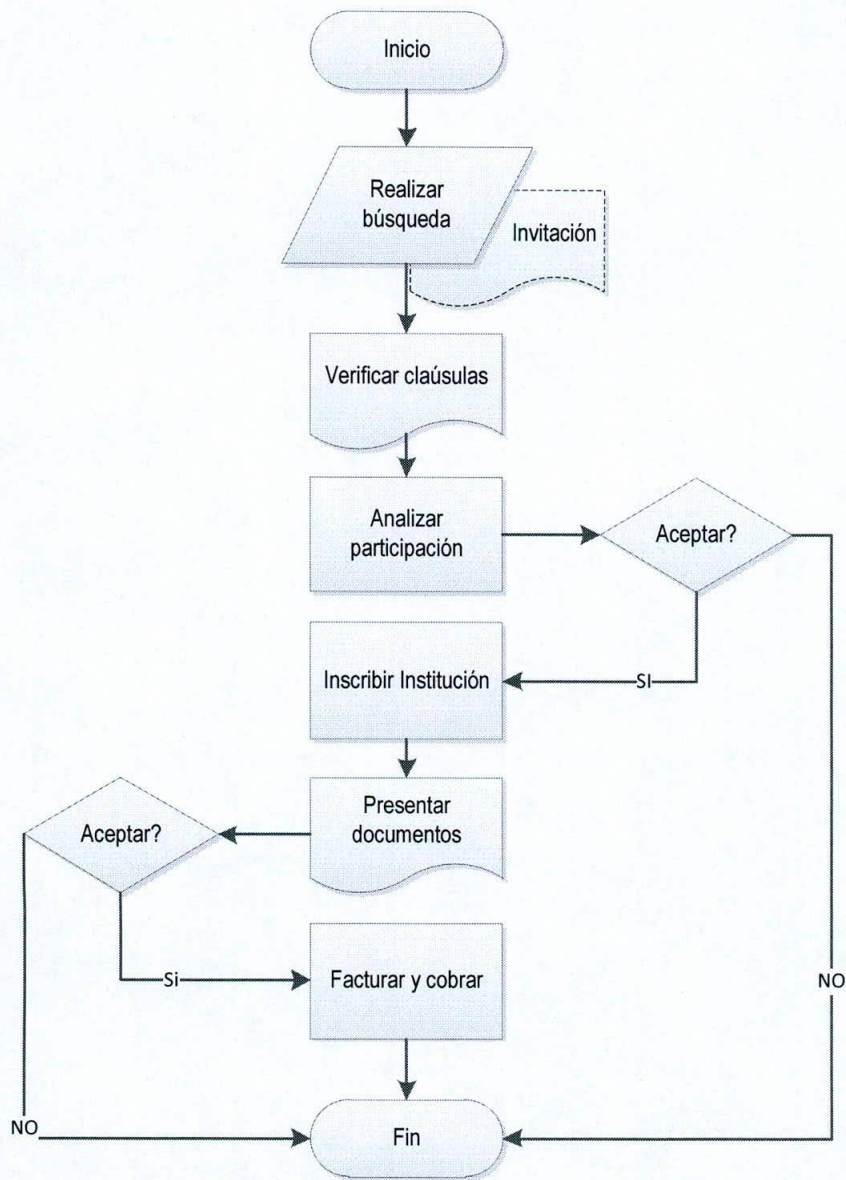 Inicio
Realizar
búsqueda
Invitación
Verificar claúsulas
Analizar
participación
Aceptar?
Inscribir Institución
SI
Presentar
documentos
Aceptar?
Facturar y cobrar
Si
NO
NO
Fin